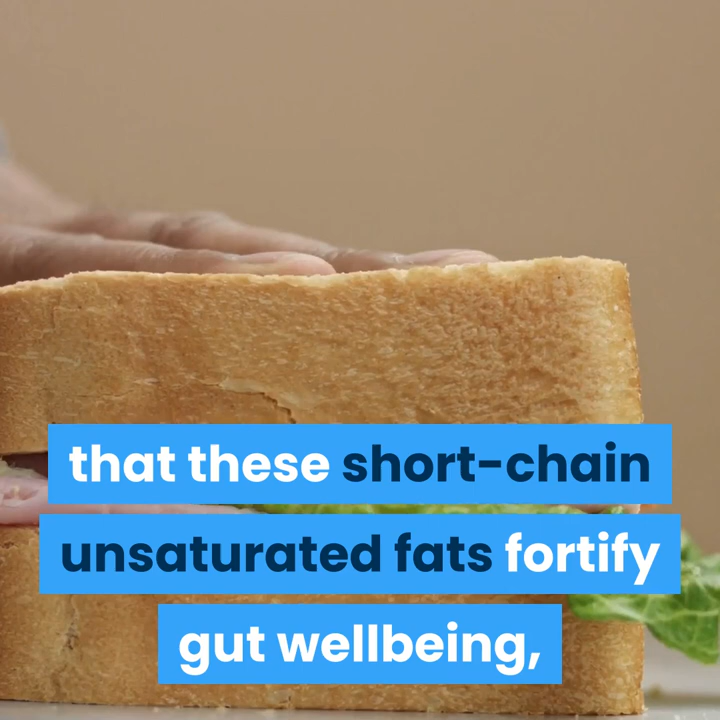 that these short-chain
unsaturated fats fortify
gut wellbeing,